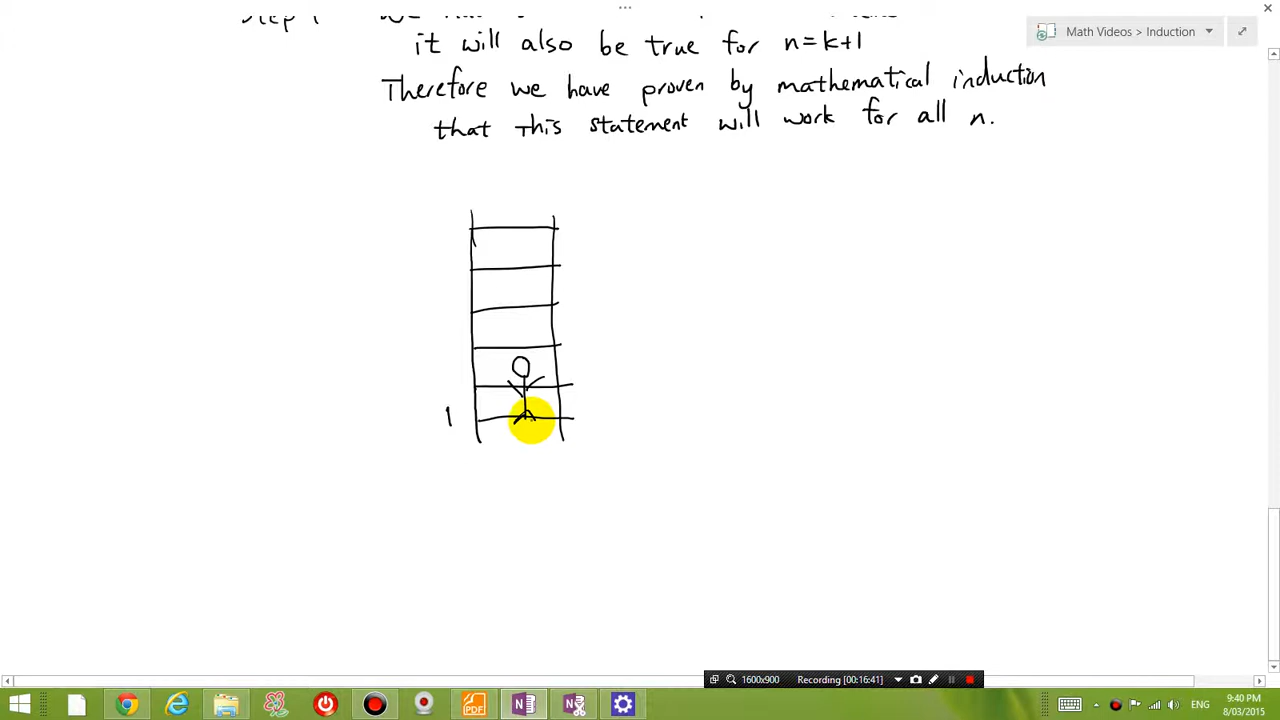 Math Videos > Induction
it will also be true for n=k+1
Therefore we have proven by mathematical induction
that this statement will work for all n.
1
1600x900 Recording (00:16:41)
PDF
N
N
ENG
9:40 PM
8/03/2015